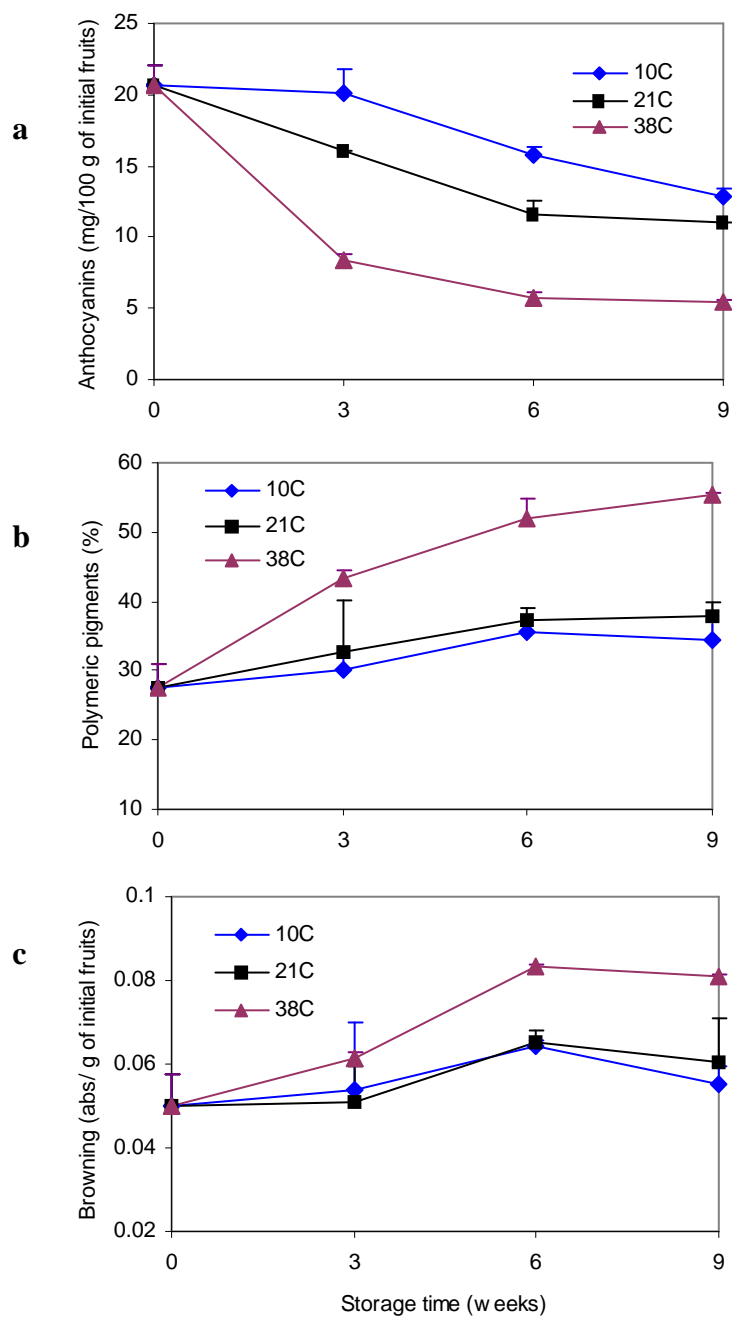 a
Anthocyanins (mg/100 g of initial fruits)
25
20
15
10
5
0
10C
21C
38C
0 3 6 9
b
Polymeric pigments (%)
60
50
40
30
20
10
10C
21C
38C
0 3 6 9
c
Browning (abs/ g of initial fruits)
0.1
0.08
0.06
0.04
0.02
10C
21C
38C
0 3 6 9
Storage time (weeks)